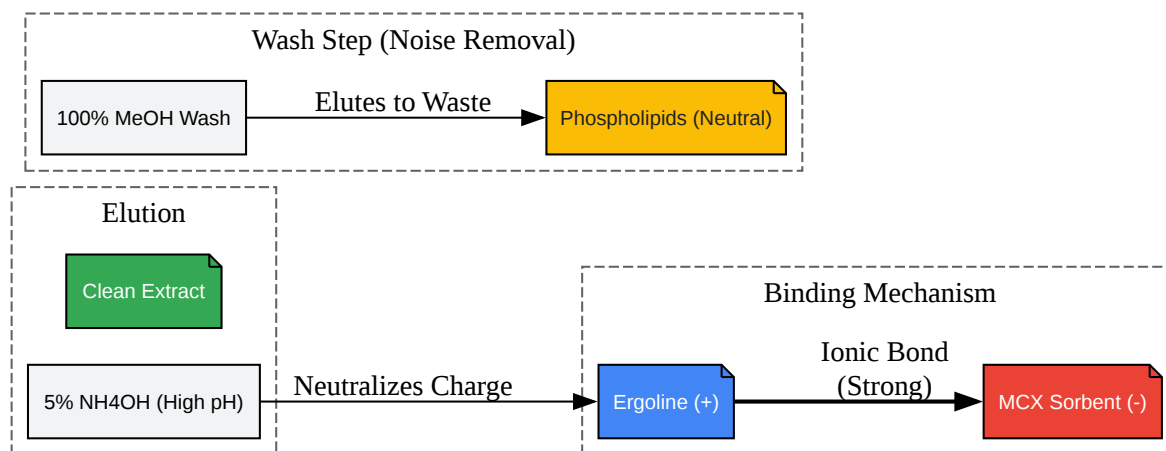 Wash Step (Noise Removal)
100% MeOH Wash
Elutes to Waste
Phospholipids (Neutral)
Elution
Clean Extract
5% NH4OH (High pH)
Neutralizes Charge
Binding Mechanism
Ergoline (+)
Ionic Bond
(Strong)
MCX Sorbent (-)